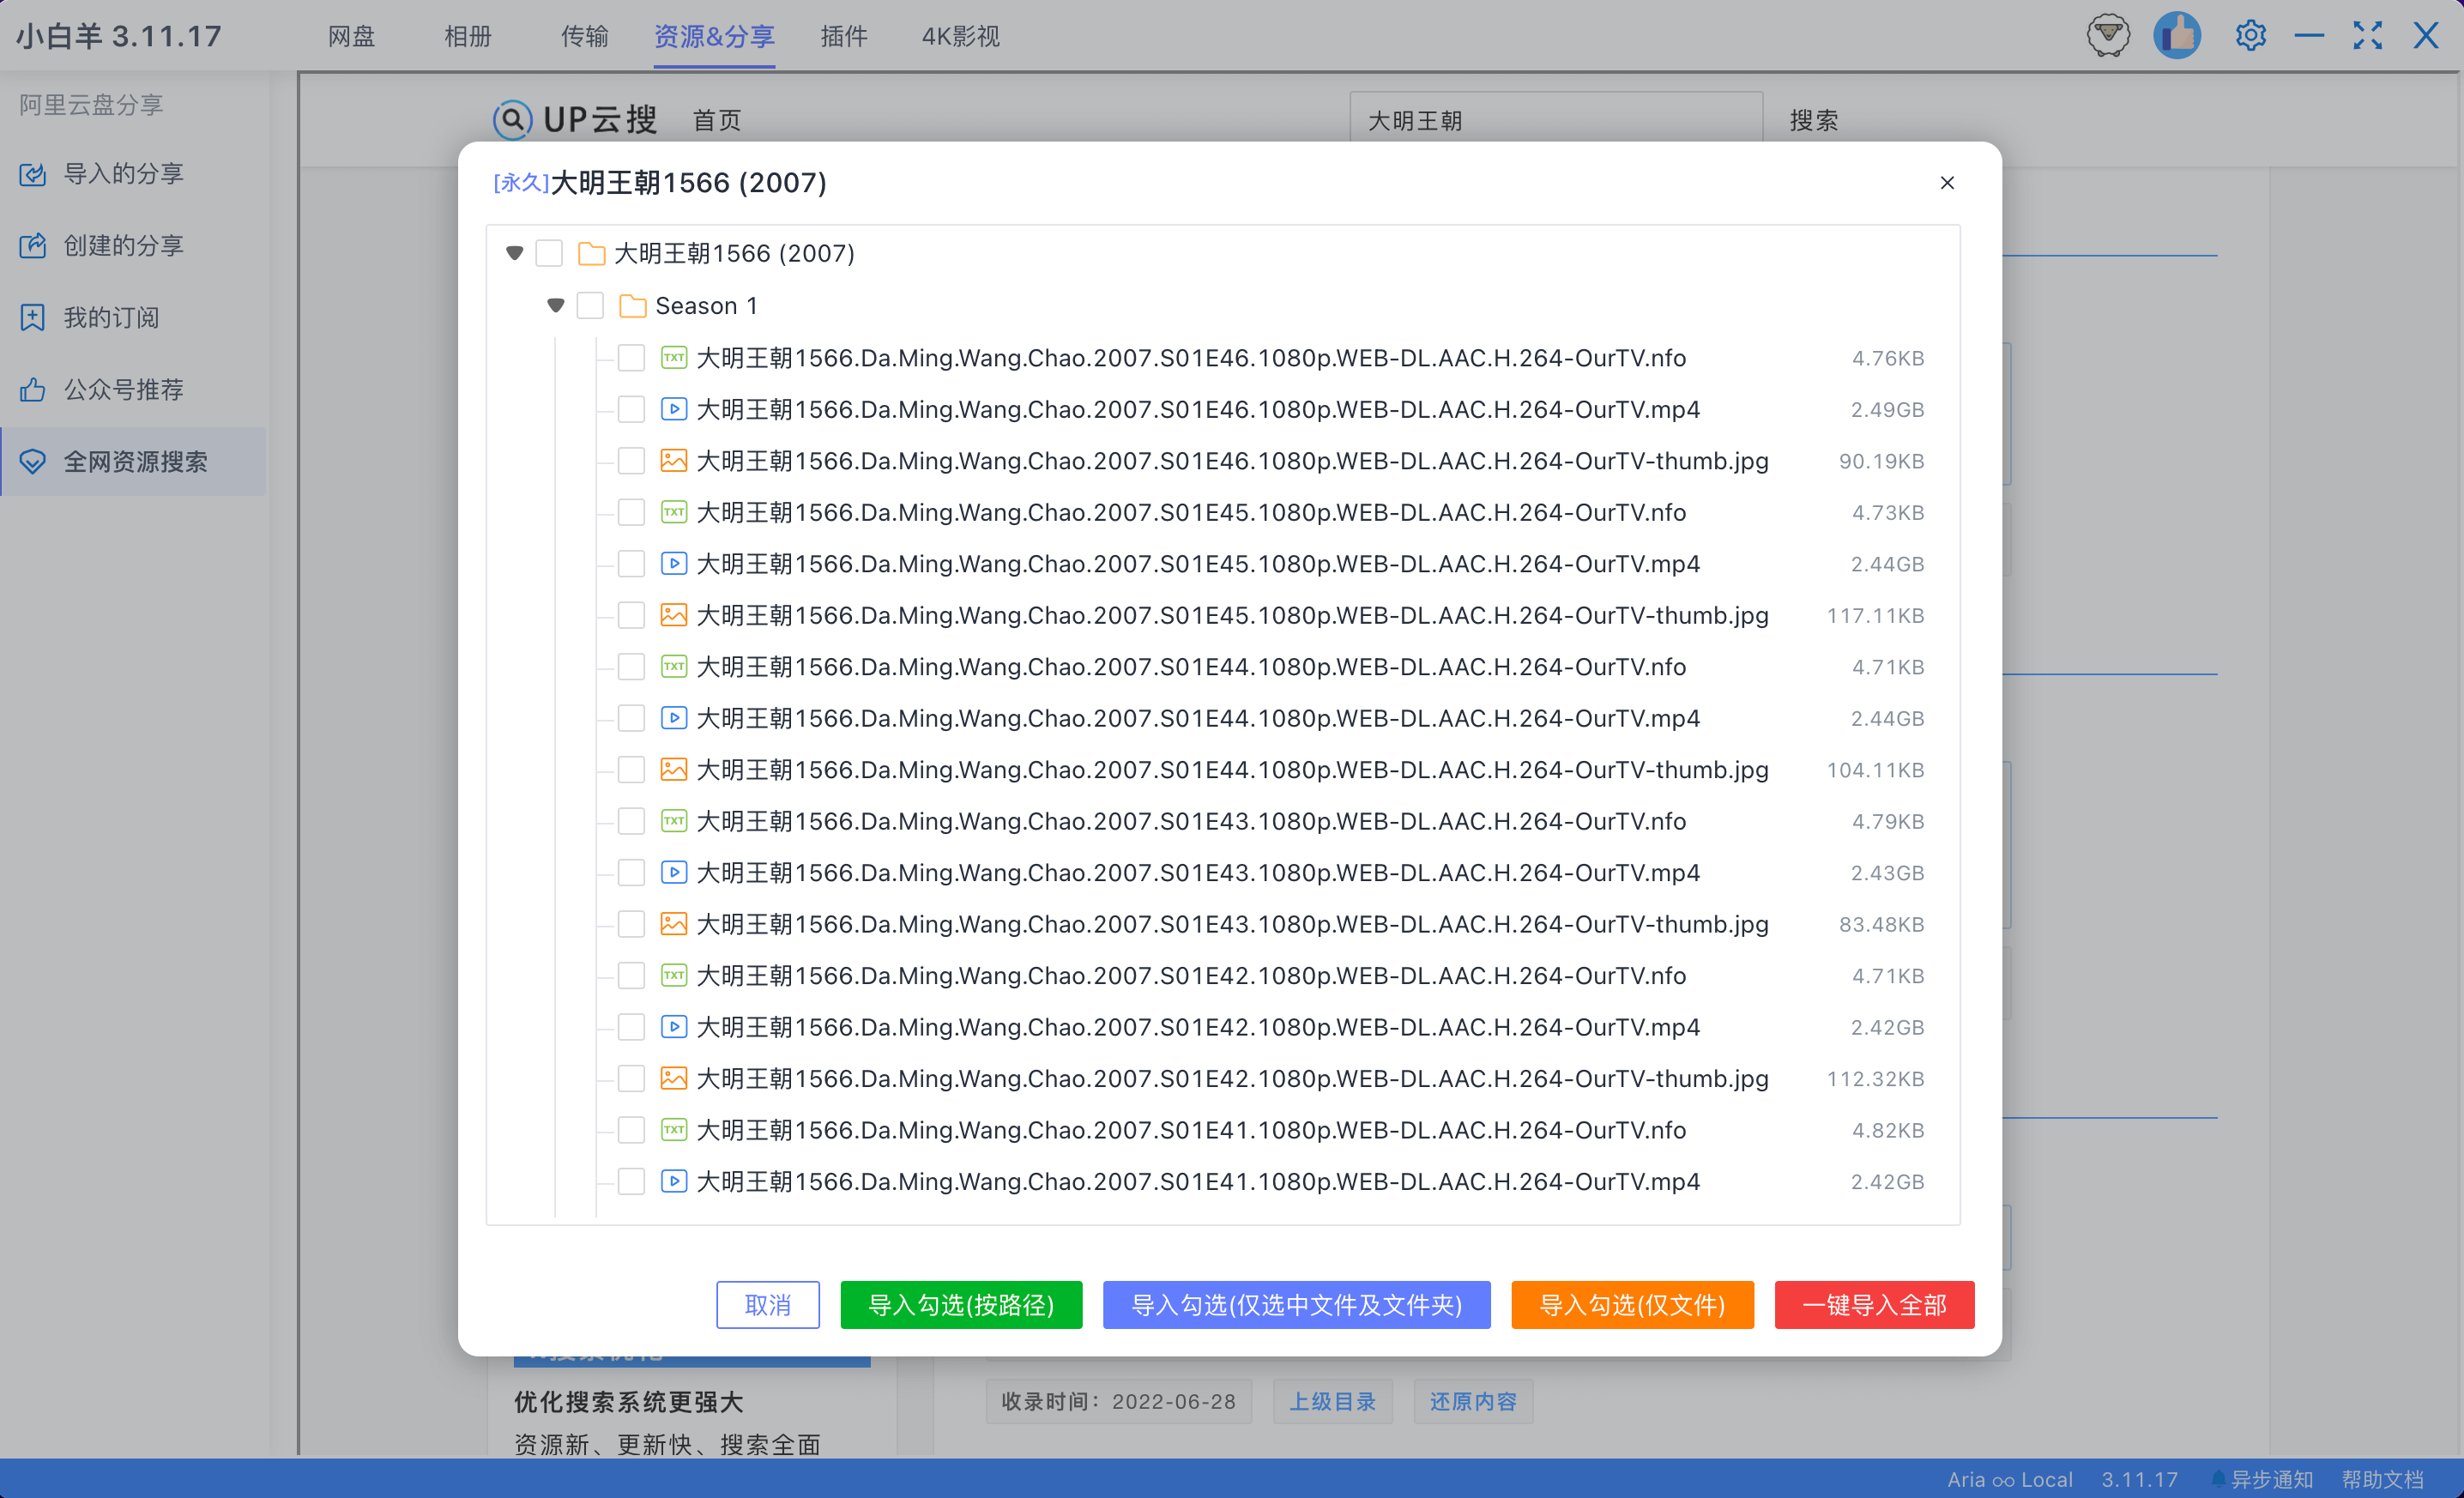 小白羊 3.11.17
网盘 相册 传输 资源&分享 插件 4K影视
阿里云盘分享
导入的分享
创建的分享
我的订阅
公众号推荐
全网资源搜索
UP云搜 首页 大明王朝 搜索
[永久]大明王朝1566 (2007)
大明王朝1566 (2007)
Season 1
TXT 大明王朝1566.Da.Ming.Wang.Chao.2007.S01E46.1080p.WEB-DL.AAC.H.264-OurTV.nfo 4.76KB
大明王朝1566.Da.Ming.Wang.Chao.2007.S01E46.1080p.WEB-DL.AAC.H.264-OurTV.mp4 2.49GB
大明王朝1566.Da.Ming.Wang.Chao.2007.S01E46.1080p.WEB-DL.AAC.H.264-OurTV-thumb.jpg 90.19KB
TXT 大明王朝1566.Da.Ming.Wang.Chao.2007.S01E45.1080p.WEB-DL.AAC.H.264-OurTV.nfo 4.73KB
大明王朝1566.Da.Ming.Wang.Chao.2007.S01E45.1080p.WEB-DL.AAC.H.264-OurTV.mp4 2.44GB
大明王朝1566.Da.Ming.Wang.Chao.2007.S01E45.1080p.WEB-DL.AAC.H.264-OurTV-thumb.jpg 117.11KB
TXT 大明王朝1566.Da.Ming.Wang.Chao.2007.S01E44.1080p.WEB-DL.AAC.H.264-OurTV.nfo 4.71KB
大明王朝1566.Da.Ming.Wang.Chao.2007.S01E44.1080p.WEB-DL.AAC.H.264-OurTV.mp4 2.44GB
大明王朝1566.Da.Ming.Wang.Chao.2007.S01E44.1080p.WEB-DL.AAC.H.264-OurTV-thumb.jpg 104.11KB
TXT 大明王朝1566.Da.Ming.Wang.Chao.2007.S01E43.1080p.WEB-DL.AAC.H.264-OurTV.nfo 4.79KB
大明王朝1566.Da.Ming.Wang.Chao.2007.S01E43.1080p.WEB-DL.AAC.H.264-OurTV.mp4 2.43GB
大明王朝1566.Da.Ming.Wang.Chao.2007.S01E43.1080p.WEB-DL.AAC.H.264-OurTV-thumb.jpg 83.48KB
TXT 大明王朝1566.Da.Ming.Wang.Chao.2007.S01E42.1080p.WEB-DL.AAC.H.264-OurTV.nfo 4.71KB
大明王朝1566.Da.Ming.Wang.Chao.2007.S01E42.1080p.WEB-DL.AAC.H.264-OurTV.mp4 2.42GB
大明王朝1566.Da.Ming.Wang.Chao.2007.S01E42.1080p.WEB-DL.AAC.H.264-OurTV-thumb.jpg 112.32KB
TXT 大明王朝1566.Da.Ming.Wang.Chao.2007.S01E41.1080p.WEB-DL.AAC.H.264-OurTV.nfo 4.82KB
大明王朝1566.Da.Ming.Wang.Chao.2007.S01E41.1080p.WEB-DL.AAC.H.264-OurTV.mp4 2.42GB
取消 导入勾选(按路径) 导入勾选(仅选中文件及文件夹) 导入勾选(仅文件) 一键导入全部
优化搜索系统更强大
资源新、更新快、搜索全面
收录时间：2022-06-28 上级目录 还原内容
Aria Local 3.11.17 异步通知 帮助文档